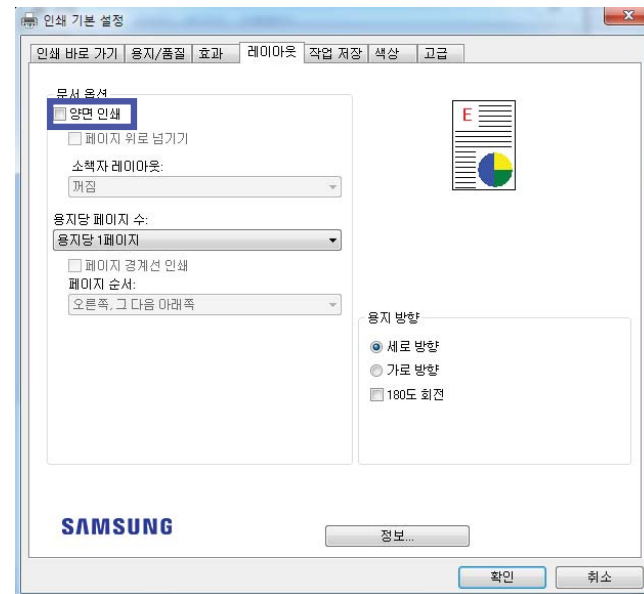 인쇄 기본 설정
인쇄 바로 가기 용지/품질 효과 레이아웃 작업 저장 색상 고급
문서 옵션
양면 인쇄
페이지 위로 넘기기
소책자 레이아웃:
꺼짐
용지당 페이지 수:
용지당 1페이지
페이지 경계선 인쇄
페이지 순서:
오른쪽, 그 다음 아래쪽
E
용지 방향
세로 방향
가로 방향
180도 회전
SAMSUNG
정보...
확인 취소